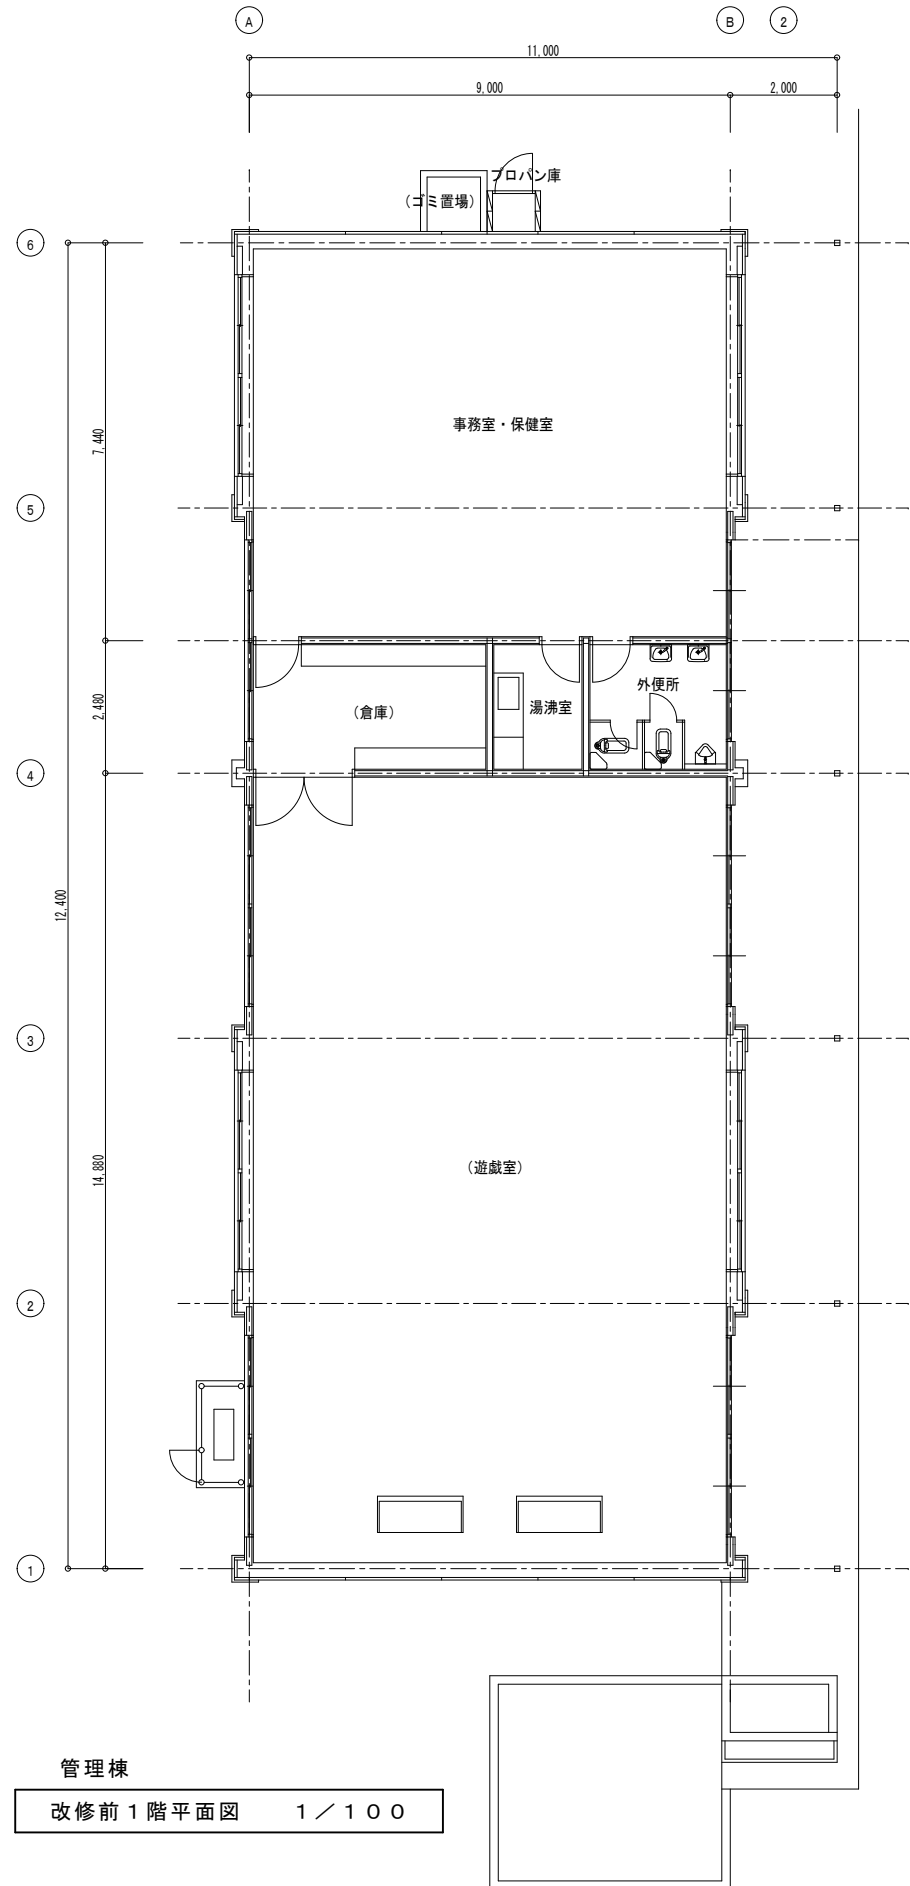 A
B
2
11,000
9,000
2,000
プロパン庫
(ゴミ置場)
6
7,440
事務室・保健室
5
2,480
外便所
(倉庫)
湯沸室
4
12,400
3
14,880
(遊戯室)
2
1
管理棟
改修前1階平面図 1/100